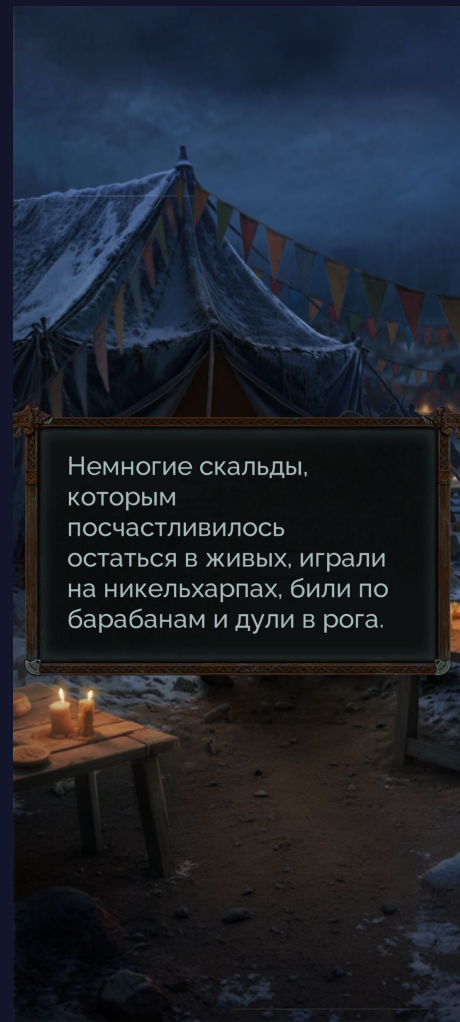 Немногие скальды,
которым
посчастливилось
остаться в живых, играли
на никельхарпах, били по
барабанам и дули в рога.